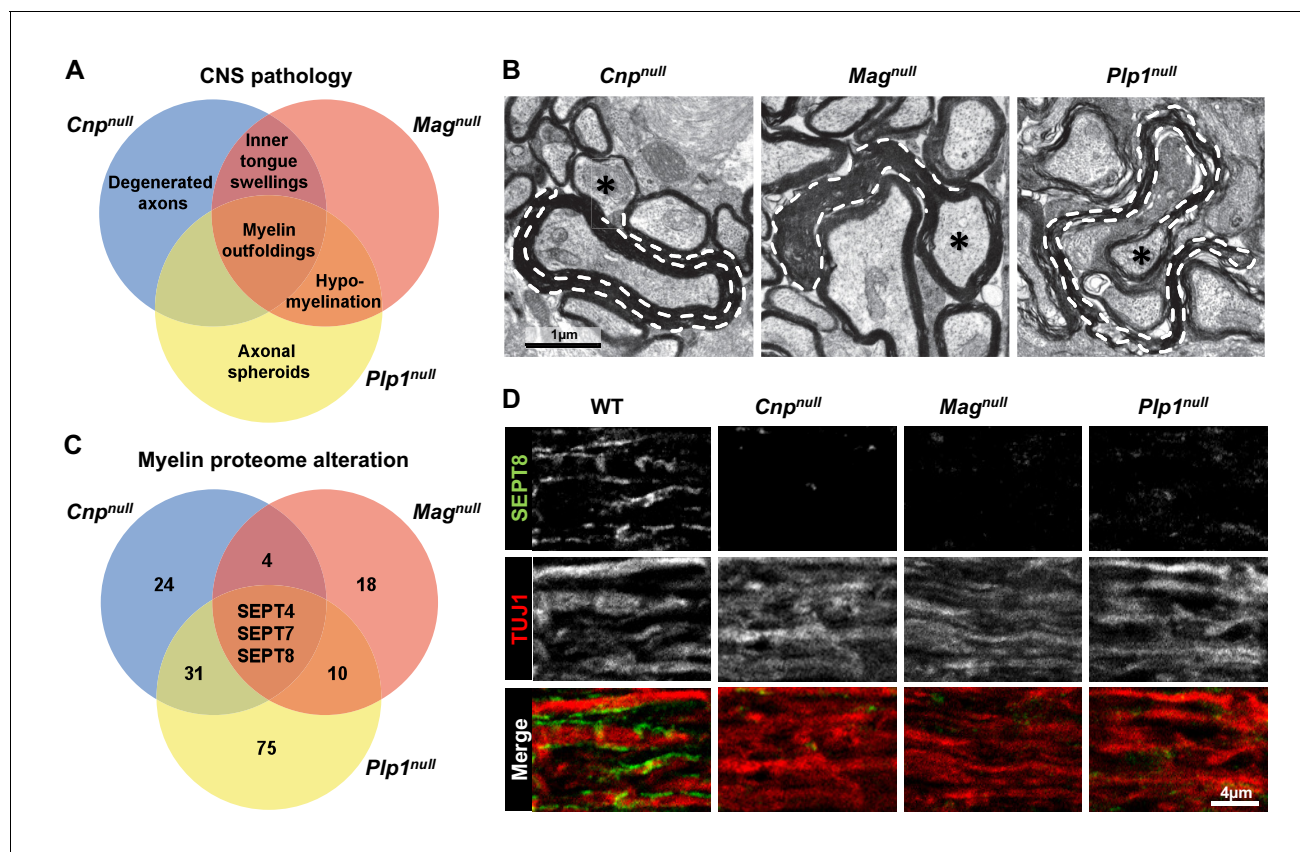 A
CNS pathology
Cnp^null
Mag^null
Inner
tongue
swellings
Degenerated
axons
Myelin
outfoldings
Hypo-
myelination
Axonal
spheroids
Plp1^null
B
Cnp^null
Mag^null
Plp1^null
*
*
*
1µm
C
Myelin proteome alteration
Cnp^null
Mag^null
4
24
18
SEPT4
SEPT7
SEPT8
31
10
75
Plp1^null
D
WT
Cnp^null
Mag^null
Plp1^null
SEPT8
TUJ1
Merge
4µm